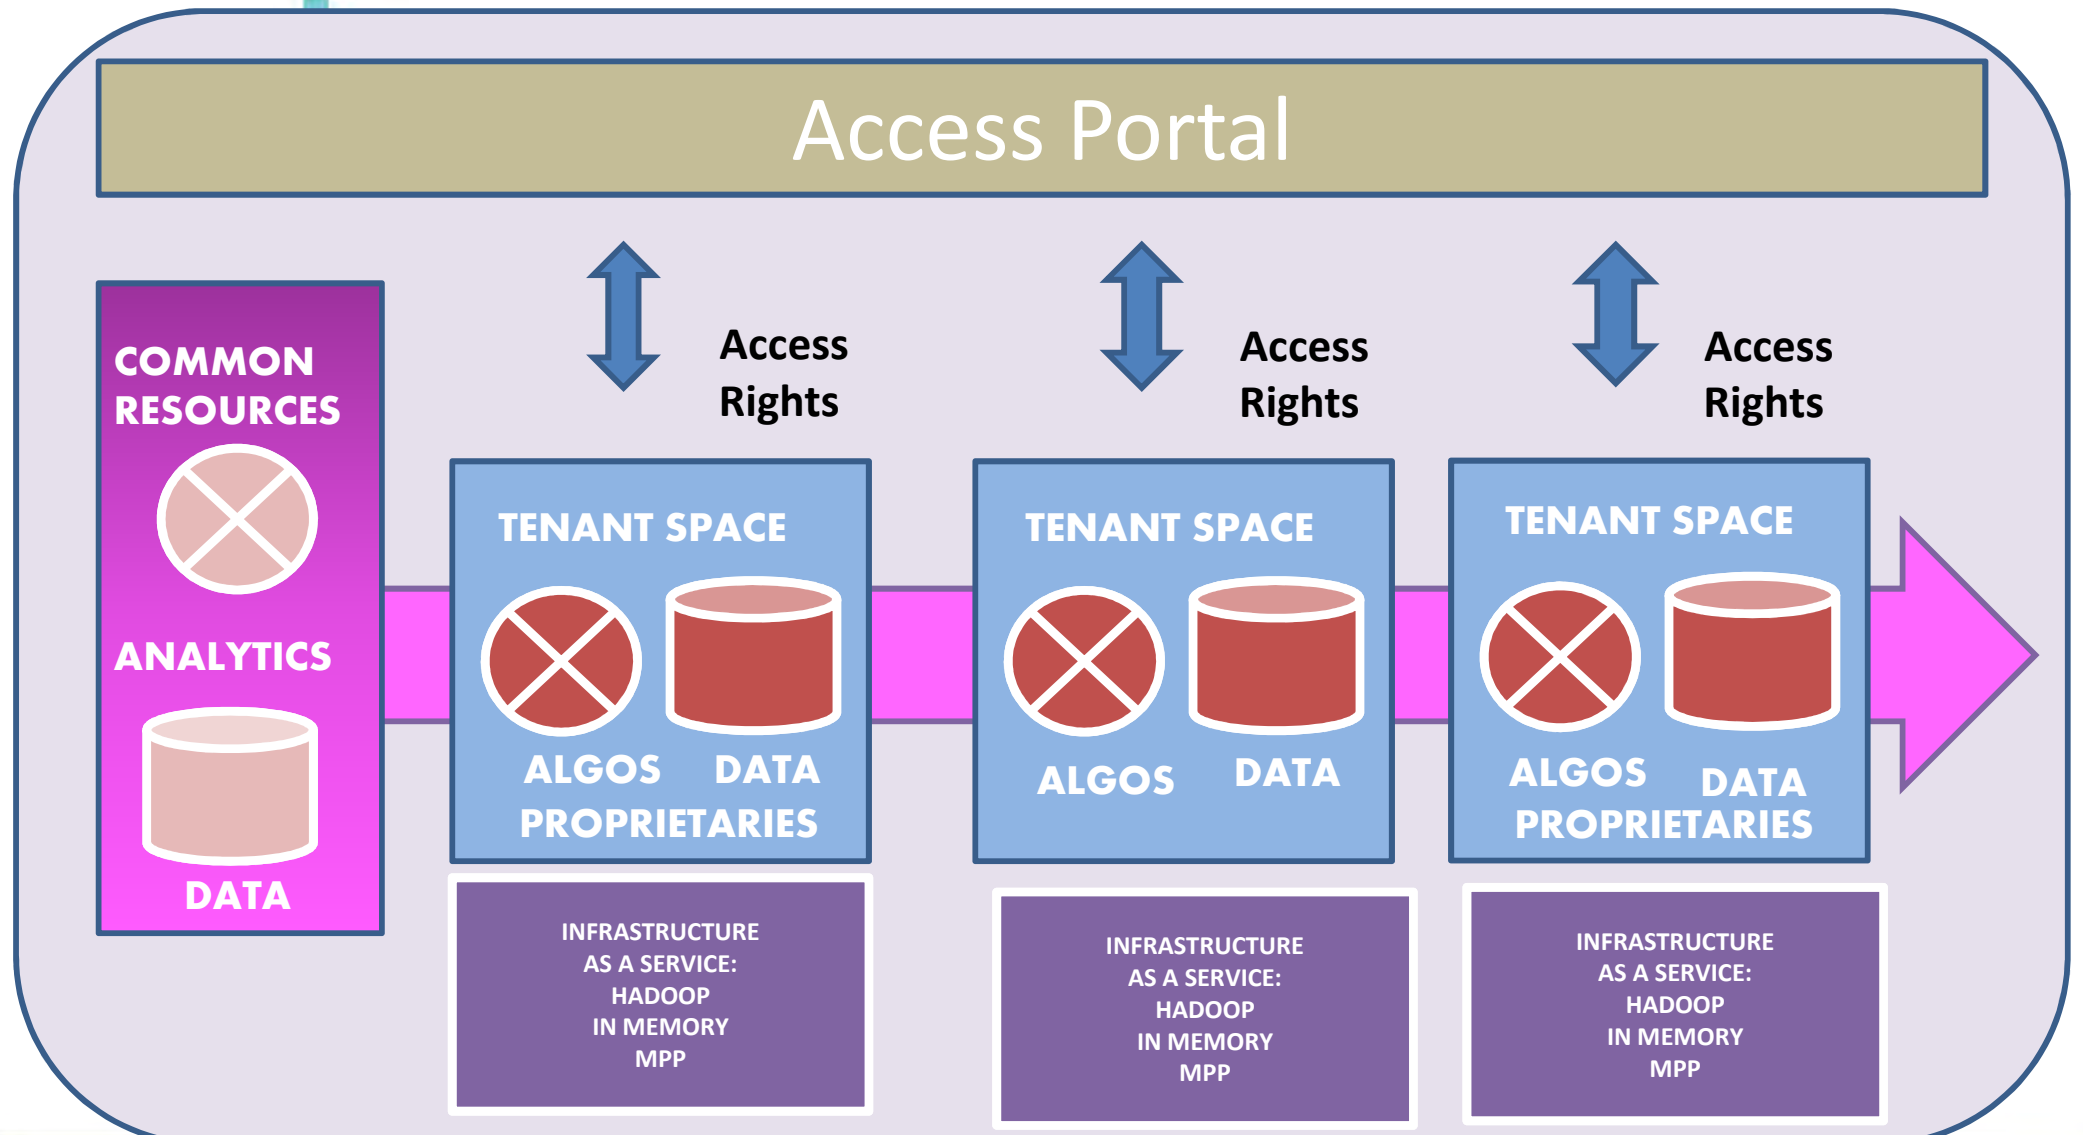 Access Portal
COMMON
RESOURCES
ANALYTICS
DATA
Access
Rights
TENANT SPACE
ALGOS DATA
PROPRIETARIES
INFRASTRUCTURE
AS A SERVICE:
HADOOP
IN MEMORY
MPP
Access
Rights
TENANT SPACE
ALGOS DATA
INFRASTRUCTURE
AS A SERVICE:
HADOOP
IN MEMORY
MPP
Access
Rights
TENANT SPACE
ALGOS DATA
PROPRIETARIES
INFRASTRUCTURE
AS A SERVICE:
HADOOP
IN MEMORY
MPP